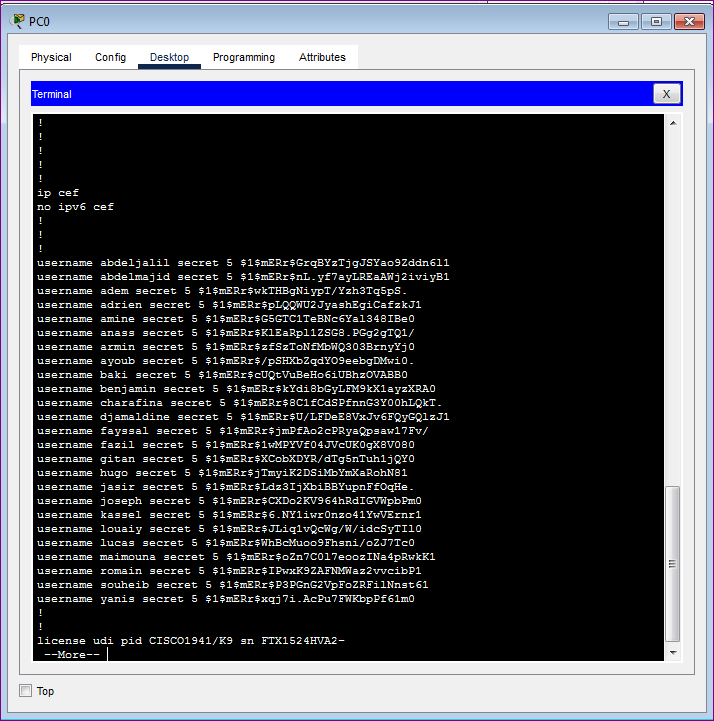 PC0
Physical Config Desktop Programming Attributes
Terminal X
!
!
!
!
!
ip cef
no ipv6 cef
!
!
!
username abdeljalil secret 5 $1$mERr$GrqBYzTjgJSYao9Zddn6l1
username abdelmajid secret 5 $1$mERr$nL.yf7ayLREaAWj2iviyB1
username adem secret 5 $1$mERr$wkTHBgNiypT/Yzh3Tq5pS.
username adrien secret 5 $1$mERr$pLQQWU2JyashEgiCafzkJ1
username amine secret 5 $1$mERr$G5GTC1TeBNc6Yal348IBe0
username anass secret 5 $1$mERr$KlEaRpl1ZSG8.PGg2gTQ1/
username armin secret 5 $1$mERr$zfSzToNfMbWQ303BrnyYj0
username ayoub secret 5 $1$mERr$/pSHXbZqdYO9eebgDMwi0.
username baki secret 5 $1$mERr$cUQtVuBeHo6iUBhzOVABB0
username benjamin secret 5 $1$mERr$kYdi8bGyLFM9kX1ayzXRA0
username charafina secret 5 $1$mERr$8C1fCdSPfnnG3Y00hLQkT.
username djamaldine secret 5 $1$mERr$U/LFDeE8VxJv6FQyGQlzJ1
username fayssal secret 5 $1$mERr$jmPfAo2cPRyaQpsaw17Fv/
username fazil secret 5 $1$mERr$1wMPYVf04JVcUK0gX8V080
username gitan secret 5 $1$mERr$XCobXDYR/dTg5nTuh1jQY0
username hugo secret 5 $1$mERr$jTmyiK2DSiMbYmXaRohN81
username jasir secret 5 $1$mERr$Ldz3IjXbiBBYupnFfOqHe.
username joseph secret 5 $1$mERr$CXDo2KV964hRdIGVWpbPm0
username kassel secret 5 $1$mERr$6.NY1iwr0nzo41YwVErnr1
username louaiy secret 5 $1$mERr$JLiq1vQcWg/W/idcSyTIl0
username lucas secret 5 $1$mERr$WhBcMuoo9Fhsni/oZJ7Tc0
username maimouna secret 5 $1$mERr$oZn7C0l7eoozINa4pRwkK1
username romain secret 5 $1$mERr$IPwxK9ZAFNMWaz2vvcibP1
username souheib secret 5 $1$mERr$P3PGnG2VpFoZRFilNnst61
username yanis secret 5 $1$mERr$xqj7i.AcPu7FWKbpPf61m0
!
!
license udi pid CISCO1941/K9 sn FTX1524HVA2-
--More--
Top